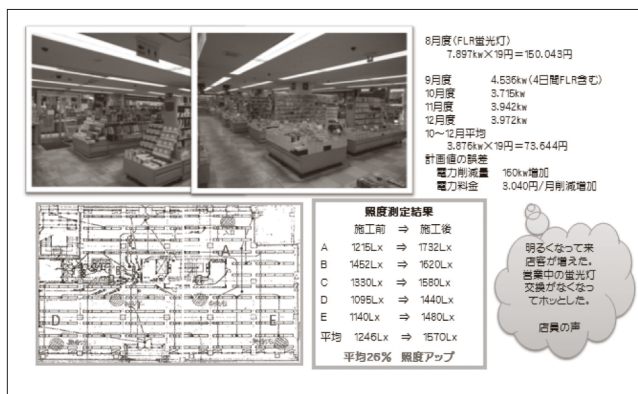 8月度(FLR蛍光灯)
7.897kw×19円=150.043円
9月度 4.536kw(4日間FLR含む)
10月度 3.715kw
11月度 3.942kw
12月度 3.972kw
10～12月平均
3.876kw×19円=73.644円
計画値の誤差
電力削減量 160kw増加
電力料金 3.040円/月削減増加
照度測定結果
施工前 ⇒ 施工後
A 1215Lx ⇒ 1732Lx
B 1452Lx ⇒ 1620Lx
C 1330Lx ⇒ 1580Lx
D 1095Lx ⇒ 1440Lx
E 1140Lx ⇒ 1480Lx
平均 1246Lx ⇒ 1570Lx
平均26% 照度アップ
明るくなって来
店客が増えた。
営業中の蛍光灯
交換がなくなっ
てホッとした。
店員の声
A
B
D
E